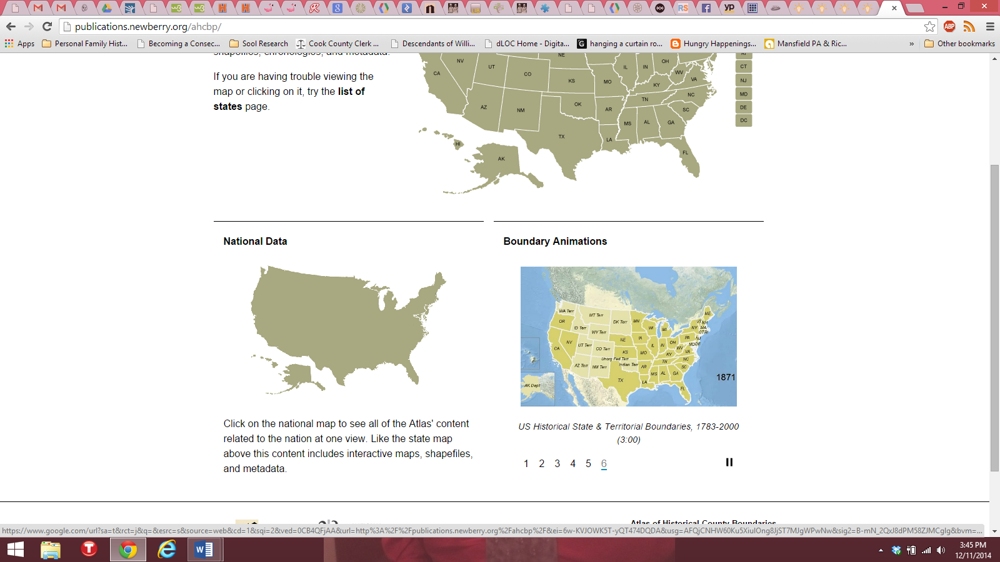 publications.newberry.org/ahcbp/
ABP
Apps
Personal Family Hist...
Becoming a Consec...
Sool Research
Cook County Clerk ...
Descendants of Willi...
dLOC Home - Digita...
hanging a curtain ro...
Hungry Happenings...
Mansfield PA & Ric...
»
Other bookmarks
If you are having trouble viewing the
map or clicking on it, try the list of
states page.
NV
UT
CA
CO
NE
KS
MO
IL
IN
OH
WV
VA
KY
NC
TN
OK
AR
SC
AZ
NM
MS
AL
GA
TX
LA
FL
HI
AK
RI
CT
NJ
MD
DE
DC
National Data
Click on the national map to see all of the Atlas' content
related to the nation at one view. Like the state map
above this content includes interactive maps, shapefiles,
and metadata.
Boundary Animations
WA Terr
MT Terr
DK Terr
MN
OR
ID Terr
WY Terr
WI
MI
ME
VT
NH
NY
MA
CT
RI
NV
UT Terr
CO Terr
NE
IA
IL
IN
OH
PA
NJ
MD
DE
CA
KS
MO
WV
VA
KY
Unorg Fed Terr
Indian Terr
AZ Terr
NM Terr
AR
TN
NC
SC
MS
AL
GA
TX
LA
FL
AK Dept
1871
US Historical State & Territorial Boundaries, 1783-2000
(3:00)
1 2 3 4 5 6
Atlas of Historical County Boundaries
https://www.google.com/url?sa=t&rct=j&q=&esrc=s&source=web&cd=1&sqi=2&ved=0CB4QFjAA&url=http%3A%2F%2Fpublications.newberry.org%2Fahcbp%2F&ei=6w-KVJOWK5T-yQT474DQDA&usg=AFQjCNHW60Ku5XiuIOng8JjST7MJgWPwNw&sig2=B-mN_2QxJ8dPM58ZJMCglg&bvm=...
3:45 PM
12/11/2014